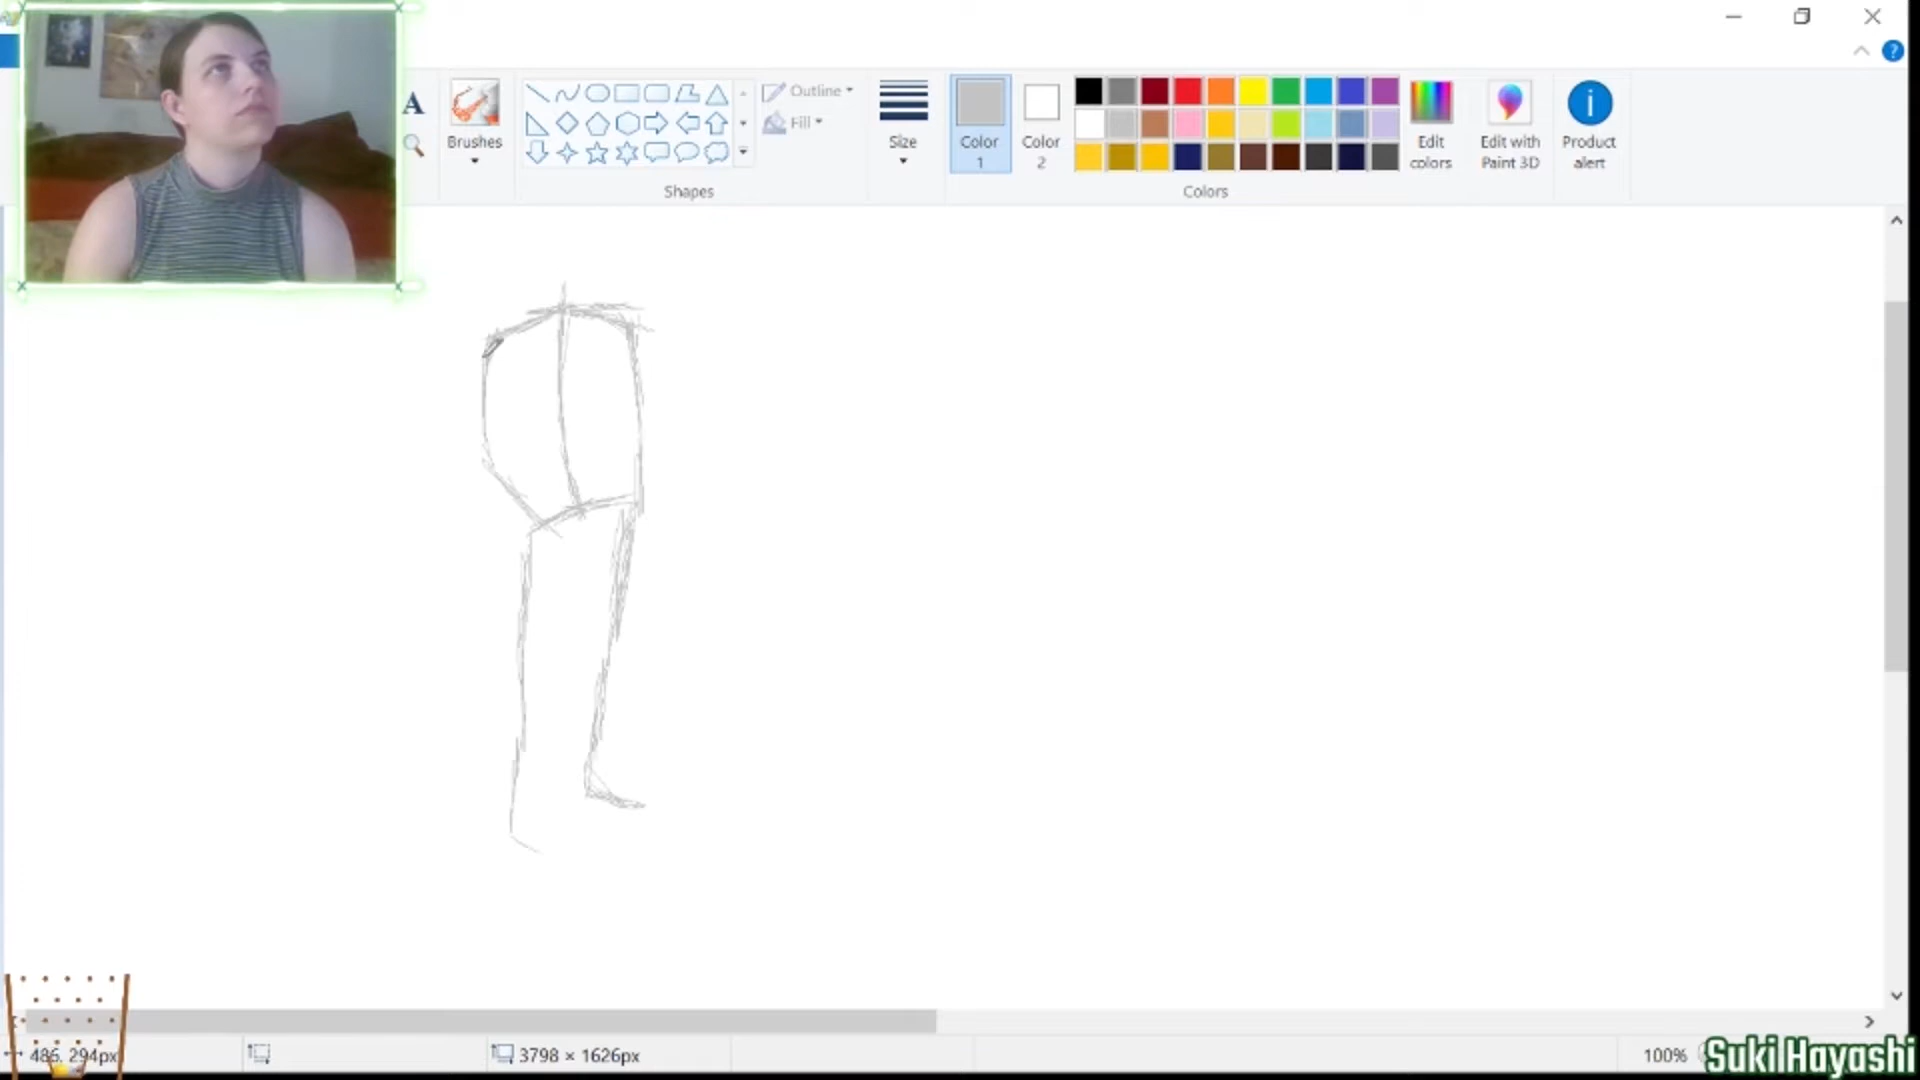 A
Brushes
Outline
Fill
Size
Color 1
Color 2
Edit colors
Edit with Paint 3D
Product alert
Shapes
Colors
486, 294px
3798 × 1626px
100%
Suki Hayashi